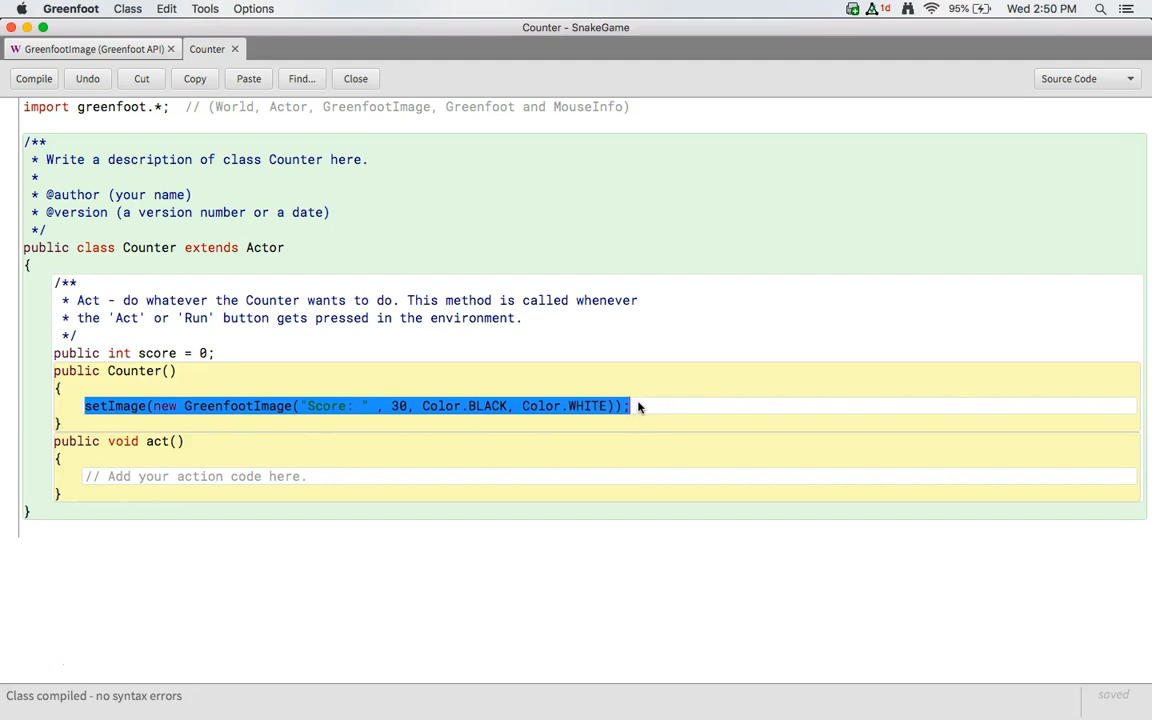 Greenfoot Class Edit Tools Options 1d 95% Wed 2:50 PM
Counter - SnakeGame
W GreenfootImage (Greenfoot API) × Counter ×
Compile Undo Cut Copy Paste Find... Close Source Code
import greenfoot.*;  // (World, Actor, GreenfootImage, Greenfoot and MouseInfo)
/**
 * Write a description of class Counter here.
 *
 * @author (your name)
 * @version (a version number or a date)
 */
public class Counter extends Actor
{
    /**
     * Act - do whatever the Counter wants to do. This method is called whenever
     * the 'Act' or 'Run' button gets pressed in the environment.
     */
    public int score = 0;
    public Counter()
    {
        setImage(new GreenfootImage("Score: " , 30, Color.BLACK, Color.WHITE));
    }
    public void act()
    {
        // Add your action code here.
    }
}
Class compiled - no syntax errors saved